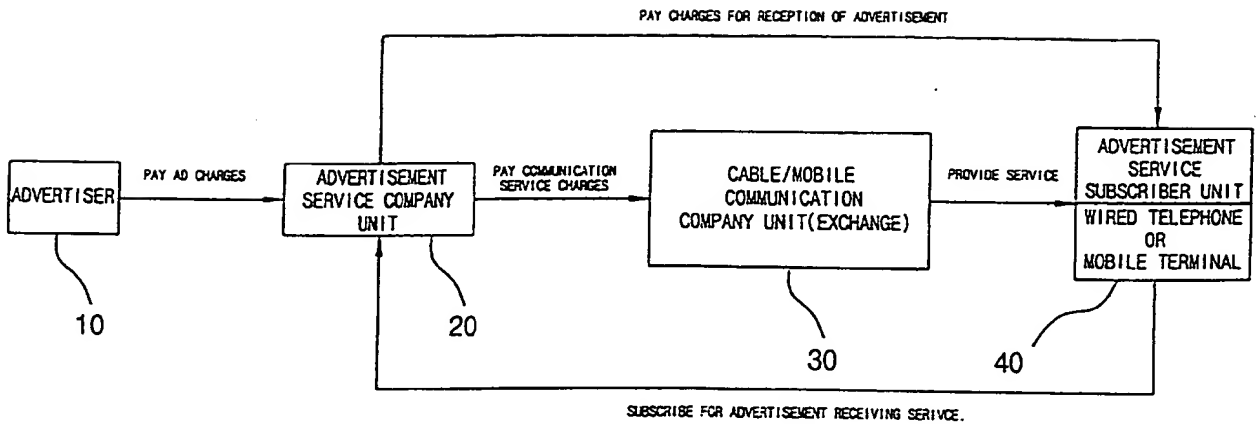 PAY CHARGES FOR RECEPTION OF ADVERTISEMENT
ADVERTISER
PAY AD CHARGES
ADVERTISEMENT
SERVICE COMPANY
UNIT
PAY COMMUNICATION
SERVICE CHARGES
CABLE/MOBILE
COMMUNICATION
COMPANY UNIT(EXCHANGE)
PROVIDE SERVICE
ADVERTISEMENT
SERVICE
SUBSCRIBER UNIT
WIRED TELEPHONE
OR
MOBILE TERMINAL
10
20
30
40
SUBSCRIBE FOR ADVERTISEMENT RECEIVING SERIVCE.